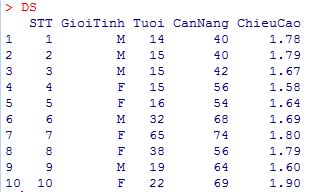 > DS
STT GioiTinh Tuoi CanNang ChieuCao
1 1 M 14 40 1.78
2 2 M 15 40 1.79
3 3 M 15 42 1.67
4 4 F 15 56 1.58
5 5 F 16 54 1.64
6 6 M 32 68 1.69
7 7 F 65 74 1.80
8 8 F 38 56 1.79
9 9 M 19 64 1.60
10 10 F 22 69 1.90